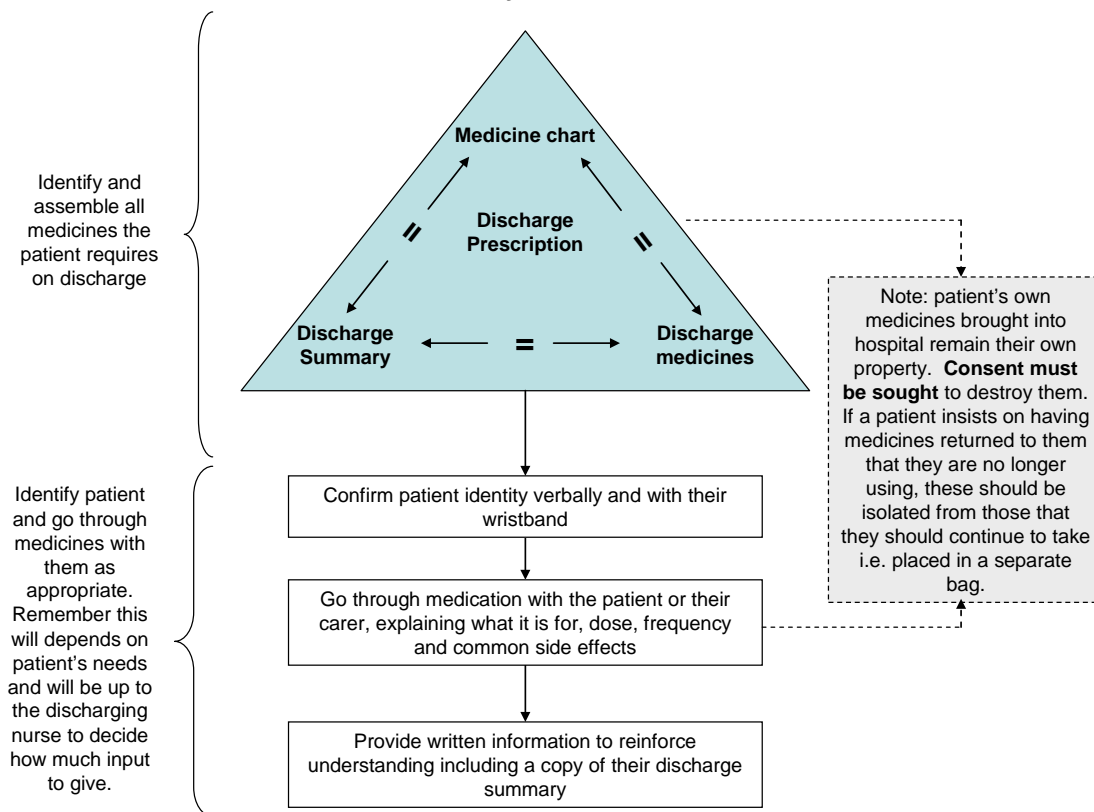 Identify and
assemble all
medicines the
patient requires
on discharge
Medicine chart
=
Discharge
Prescription
=
Discharge
Summary
=
Discharge
medicines
Note: patient’s own
medicines brought into
hospital remain their own
property. Consent must
be sought to destroy them.
If a patient insists on having
medicines returned to them
that they are no longer
using, these should be
isolated from those that
they should continue to take
i.e. placed in a separate
bag.
Identify patient
and go through
medicines with
them as
appropriate.
Remember this
will depends on
patient’s needs
and will be up to
the discharging
nurse to decide
how much input
to give.
Confirm patient identity verbally and with their
wristband
Go through medication with the patient or their
carer, explaining what it is for, dose, frequency
and common side effects
Provide written information to reinforce
understanding including a copy of their discharge
summary